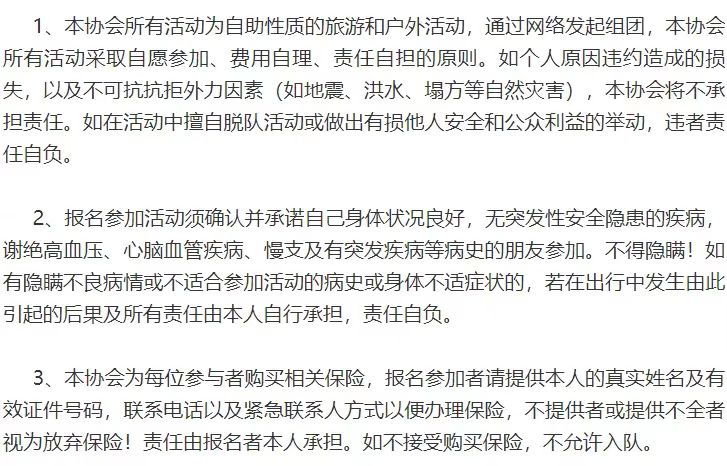 1、本协会所有活动为自助性质的旅游和户外活动，通过网络发起组团，本协会
所有活动采取自愿参加、费用自理、责任自担的原则。如个人原因违约造成的损
失，以及不可抗抗拒外力因素（如地震、洪水、塌方等自然灾害），本协会将不承
担责任。如在活动中擅自脱队活动或做出有损他人安全和公众利益的举动，违者责
任自负。
2、报名参加活动须确认并承诺自己身体状况良好，无突发性安全隐患的疾病，
谢绝高血压、心脑血管疾病、慢支及有突发疾病等病史的朋友参加。不得隐瞒！如
有隐瞒不良病情或不适合参加活动的病史或身体不适症状的，若在出行中发生由此
引起的后果及所有责任由本人自行承担，责任自负。
3、本协会为每位参与者购买相关保险，报名参加者请提供本人的真实姓名及有
效证件号码，联系电话以及紧急联系人方式以便办理保险，不提供者或提供不全者
视为放弃保险！责任由报名者本人承担。如不接受购买保险，不允许入队。